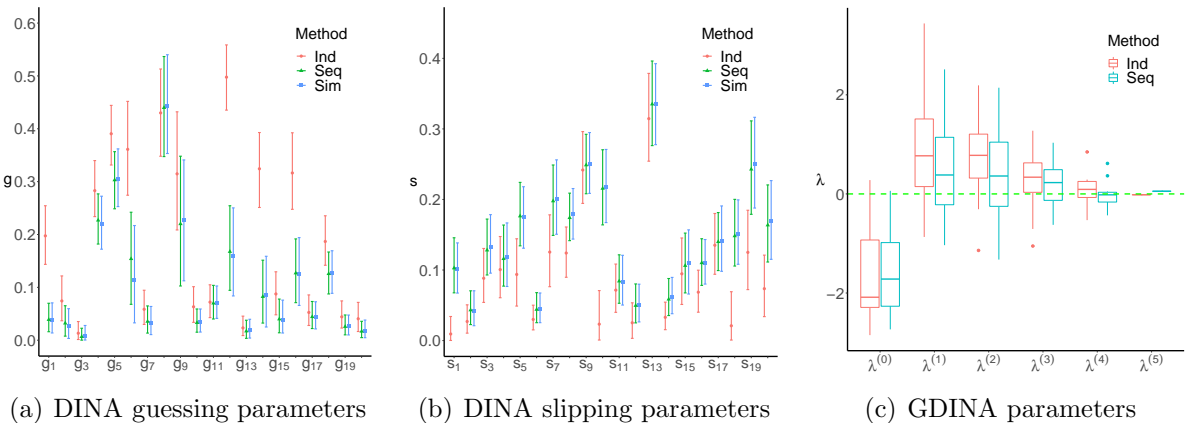 0.6
0.5
0.4
0.3
0.2
0.1
0.0
g
Method
Ind
Seq
Sim
g1 g3 g5 g7 g9 g11 g13 g15 g17 g19
(a) DINA guessing parameters
0.4
0.3
0.2
0.1
0.0
s
Method
Ind
Seq
Sim
s1 s3 s5 s7 s9 s11 s13 s15 s17 s19
(b) DINA slipping parameters
2
0
−2
λ
Method
Ind
Seq
λ(0) λ(1) λ(2) λ(3) λ(4) λ(5)
(c) GDINA parameters